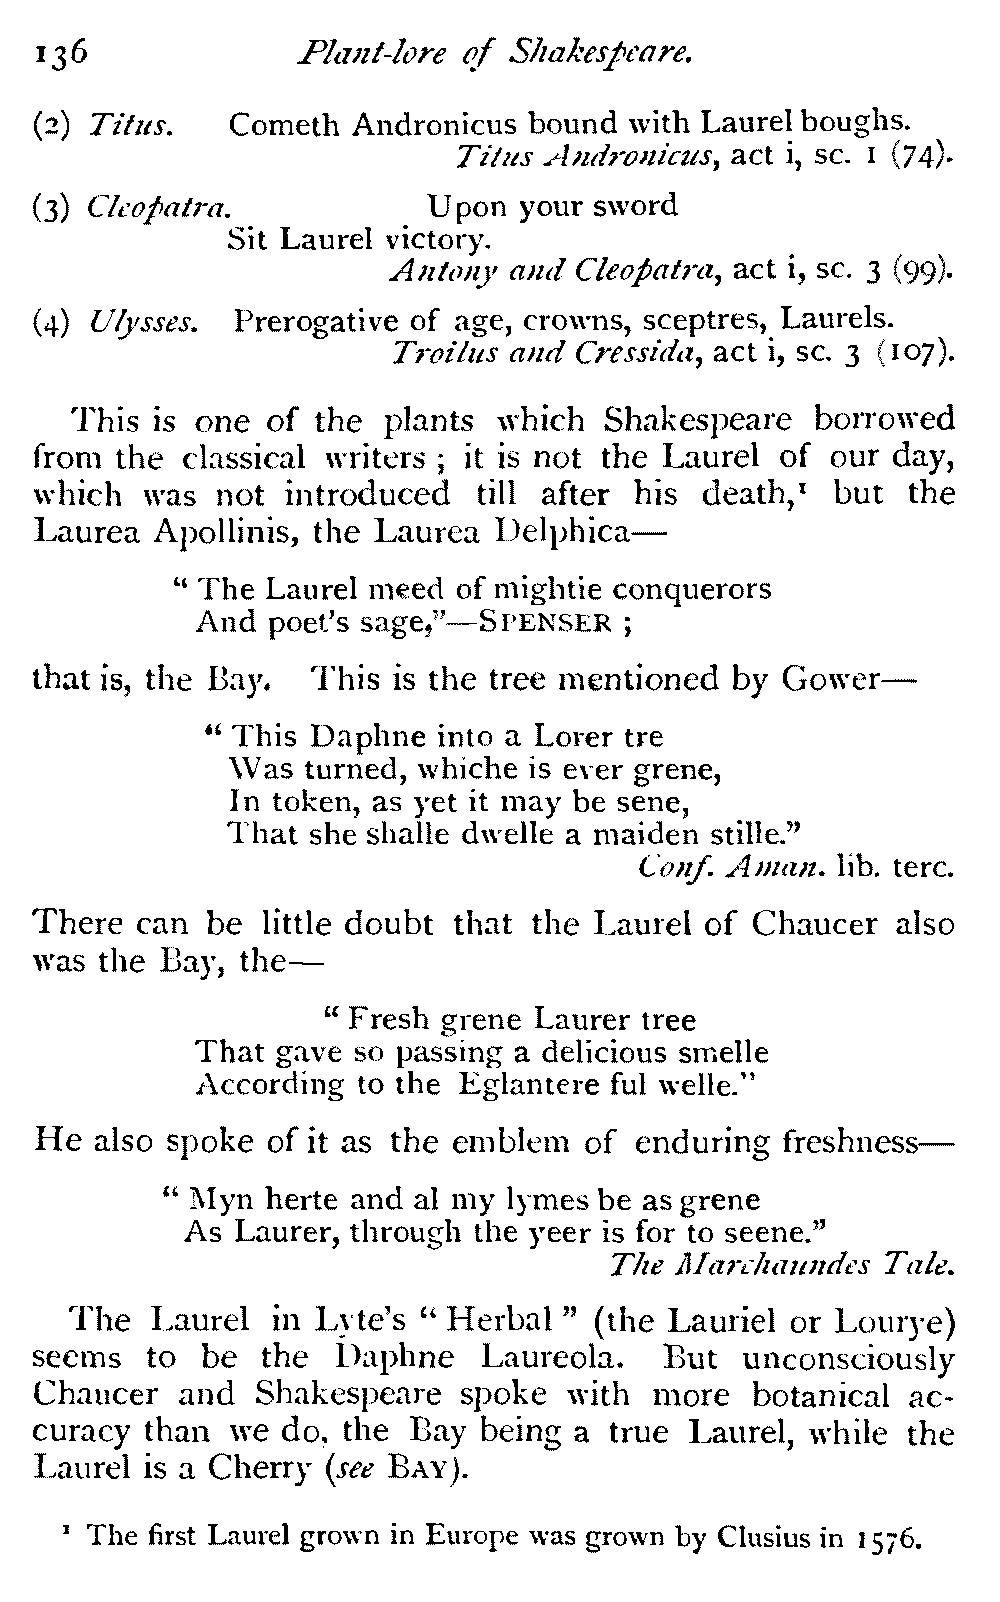 136 Plant-lore of Shakespeare.
(2) Titus. Cometh Andronicus bound with Laurel boughs.
Titus Andronicus, act i, sc. 1 (74).
(3) Cleopatra. Upon your sword
Sit Laurel victory.
Antony and Cleopatra, act i, sc. 3 (99).
(4) Ulysses. Prerogative of age, crowns, sceptres, Laurels.
Troilus and Cressida, act i, sc. 3 (107).
This is one of the plants which Shakespeare borrowed
from the classical writers ; it is not the Laurel of our day,
which was not introduced till after his death,¹ but the
Laurea Apollinis, the Laurea Delphica—
“ The Laurel meed of mightie conquerors
And poet's sage,”—SPENSER ;
that is, the Bay. This is the tree mentioned by Gower—
“ This Daphne into a Lorer tre
Was turned, whiche is ever grene,
In token, as yet it may be sene,
That she shalle dwelle a maiden stille.”
Conf. Aman. lib. terc.
There can be little doubt that the Laurel of Chaucer also
was the Bay, the—
“ Fresh grene Laurer tree
That gave so passing a delicious smelle
According to the Eglantere ful welle.”
He also spoke of it as the emblem of enduring freshness—
“ Myn herte and al my lymes be as grene
As Laurer, through the yeer is for to seene.”
The Marchaundes Tale.
The Laurel in Lyte's “ Herbal ” (the Lauriel or Lourye)
seems to be the Daphne Laureola. But unconsciously
Chaucer and Shakespeare spoke with more botanical ac-
curacy than we do, the Bay being a true Laurel, while the
Laurel is a Cherry (see BAY).
¹ The first Laurel grown in Europe was grown by Clusius in 1576.